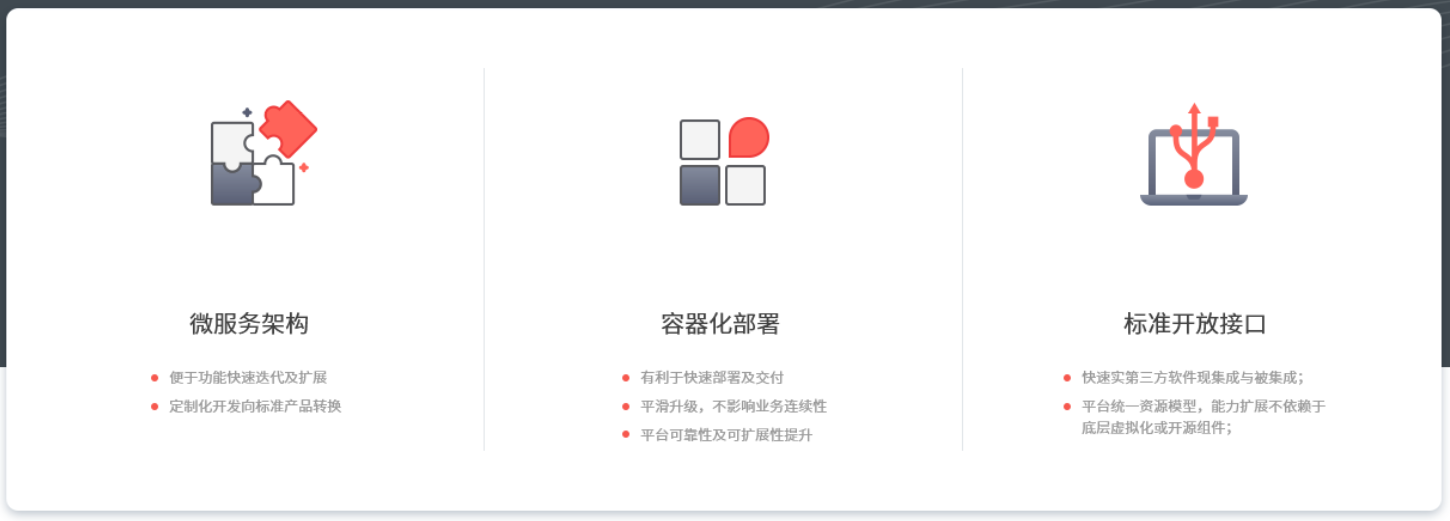 微服务架构
便于功能快速迭代及扩展
定制化开发向标准产品转换
容器化部署
有利于快速部署及交付
平滑升级，不影响业务连续性
平台可靠性及可扩展性提升
标准开放接口
快速实第三方软件现集成与被集成；
平台统一资源模型，能力扩展不依赖于
底层虚拟化或开源组件；